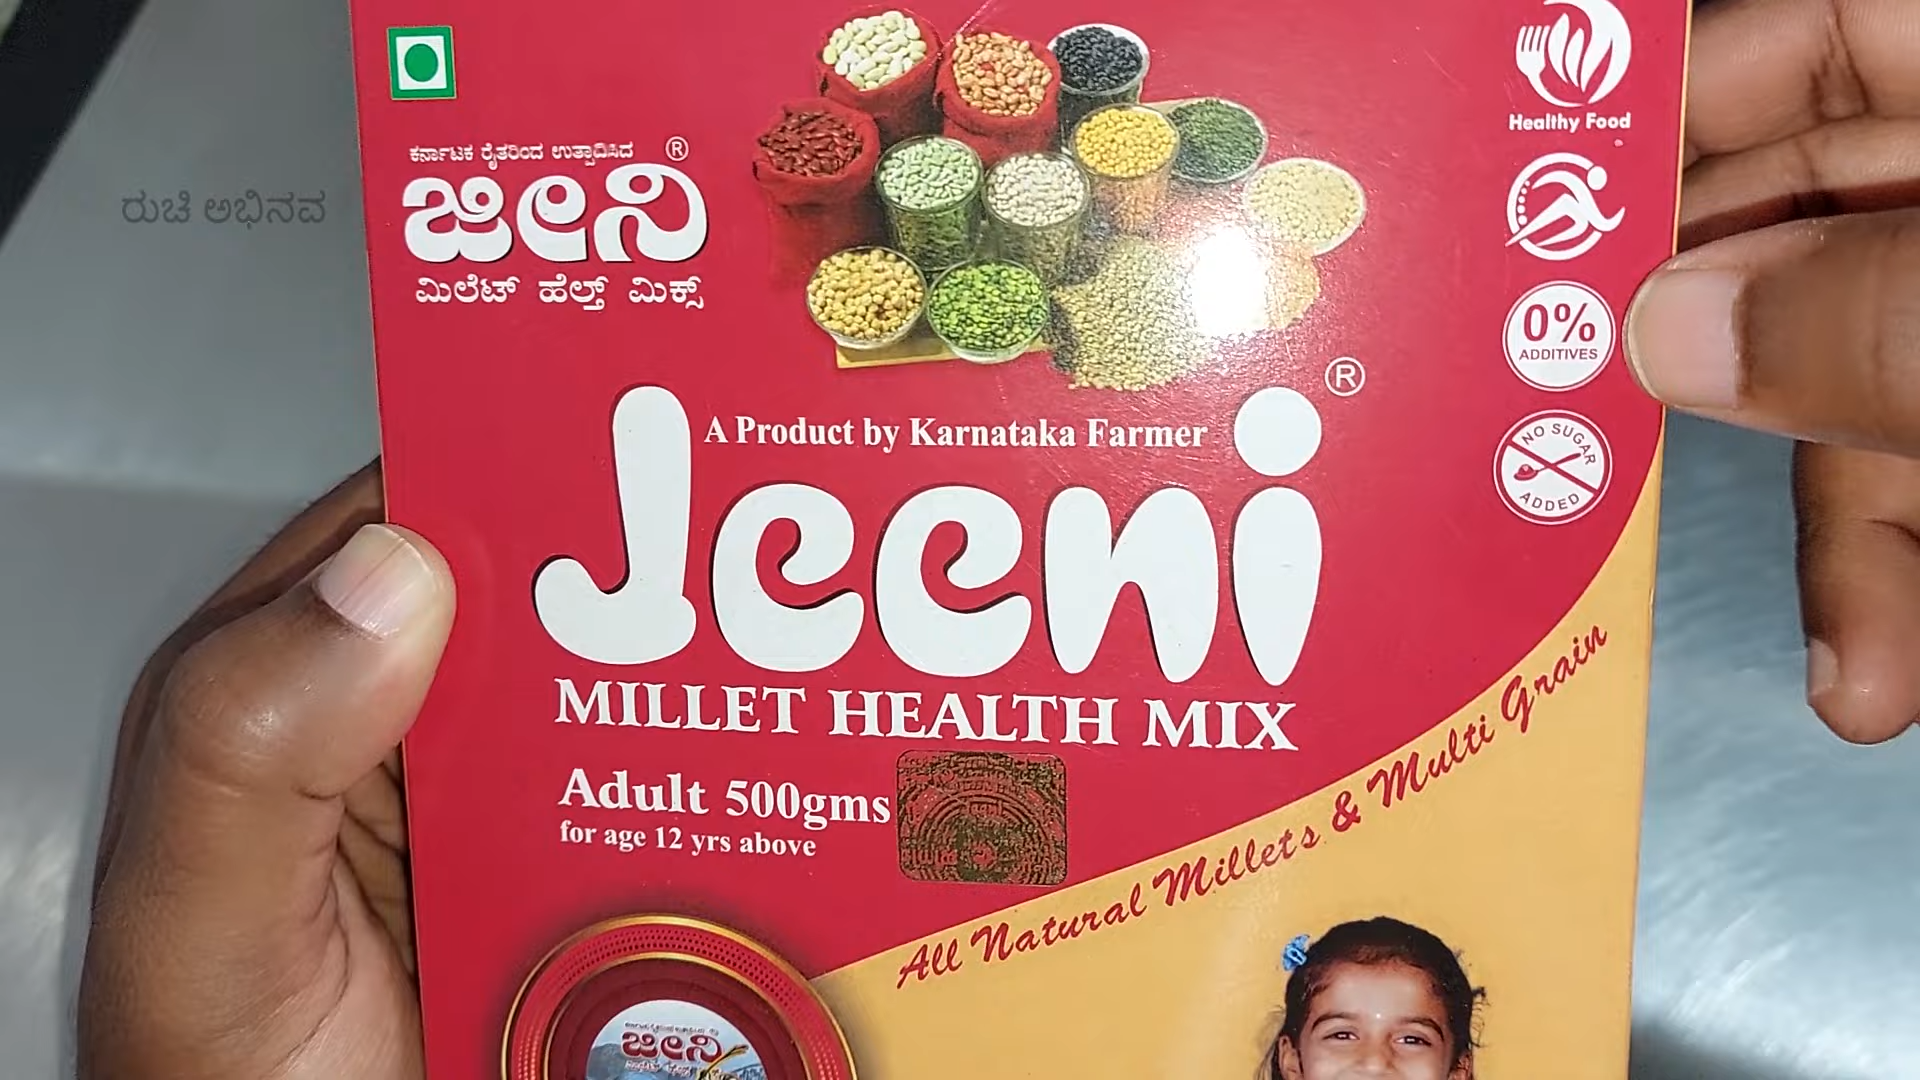 ರುಚಿ ಅಭಿನವ
ಕರ್ನಾಟಕ ರೈತರಿಂದ ಉತ್ಪಾದಿಸಿದ
ಜೀನಿ ®
ಮಿಲೆಟ್ ಹೆಲ್ತ್ ಮಿಕ್ಸ್
Healthy Food
0%
ADDITIVES
NO SUGAR
ADDED
A Product by Karnataka Farmer
Jeeni ®
MILLET HEALTH MIX
Adult 500gms
for age 12 yrs above
All Natural Millets & Multi Grain
ಜೀನಿ